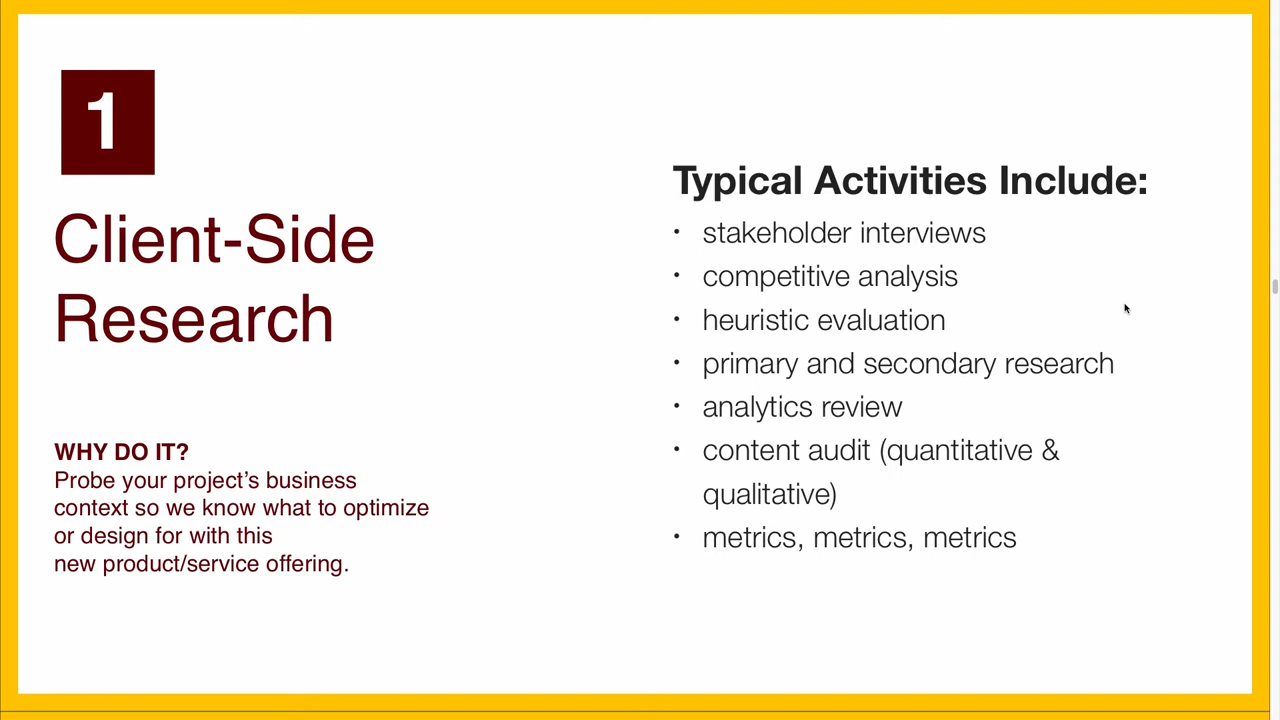 1
Client-Side
Research
WHY DO IT?
Probe your project’s business
context so we know what to optimize
or design for with this
new product/service offering.
Typical Activities Include:
• stakeholder interviews
• competitive analysis
• heuristic evaluation
• primary and secondary research
• analytics review
• content audit (quantitative &
qualitative)
• metrics, metrics, metrics